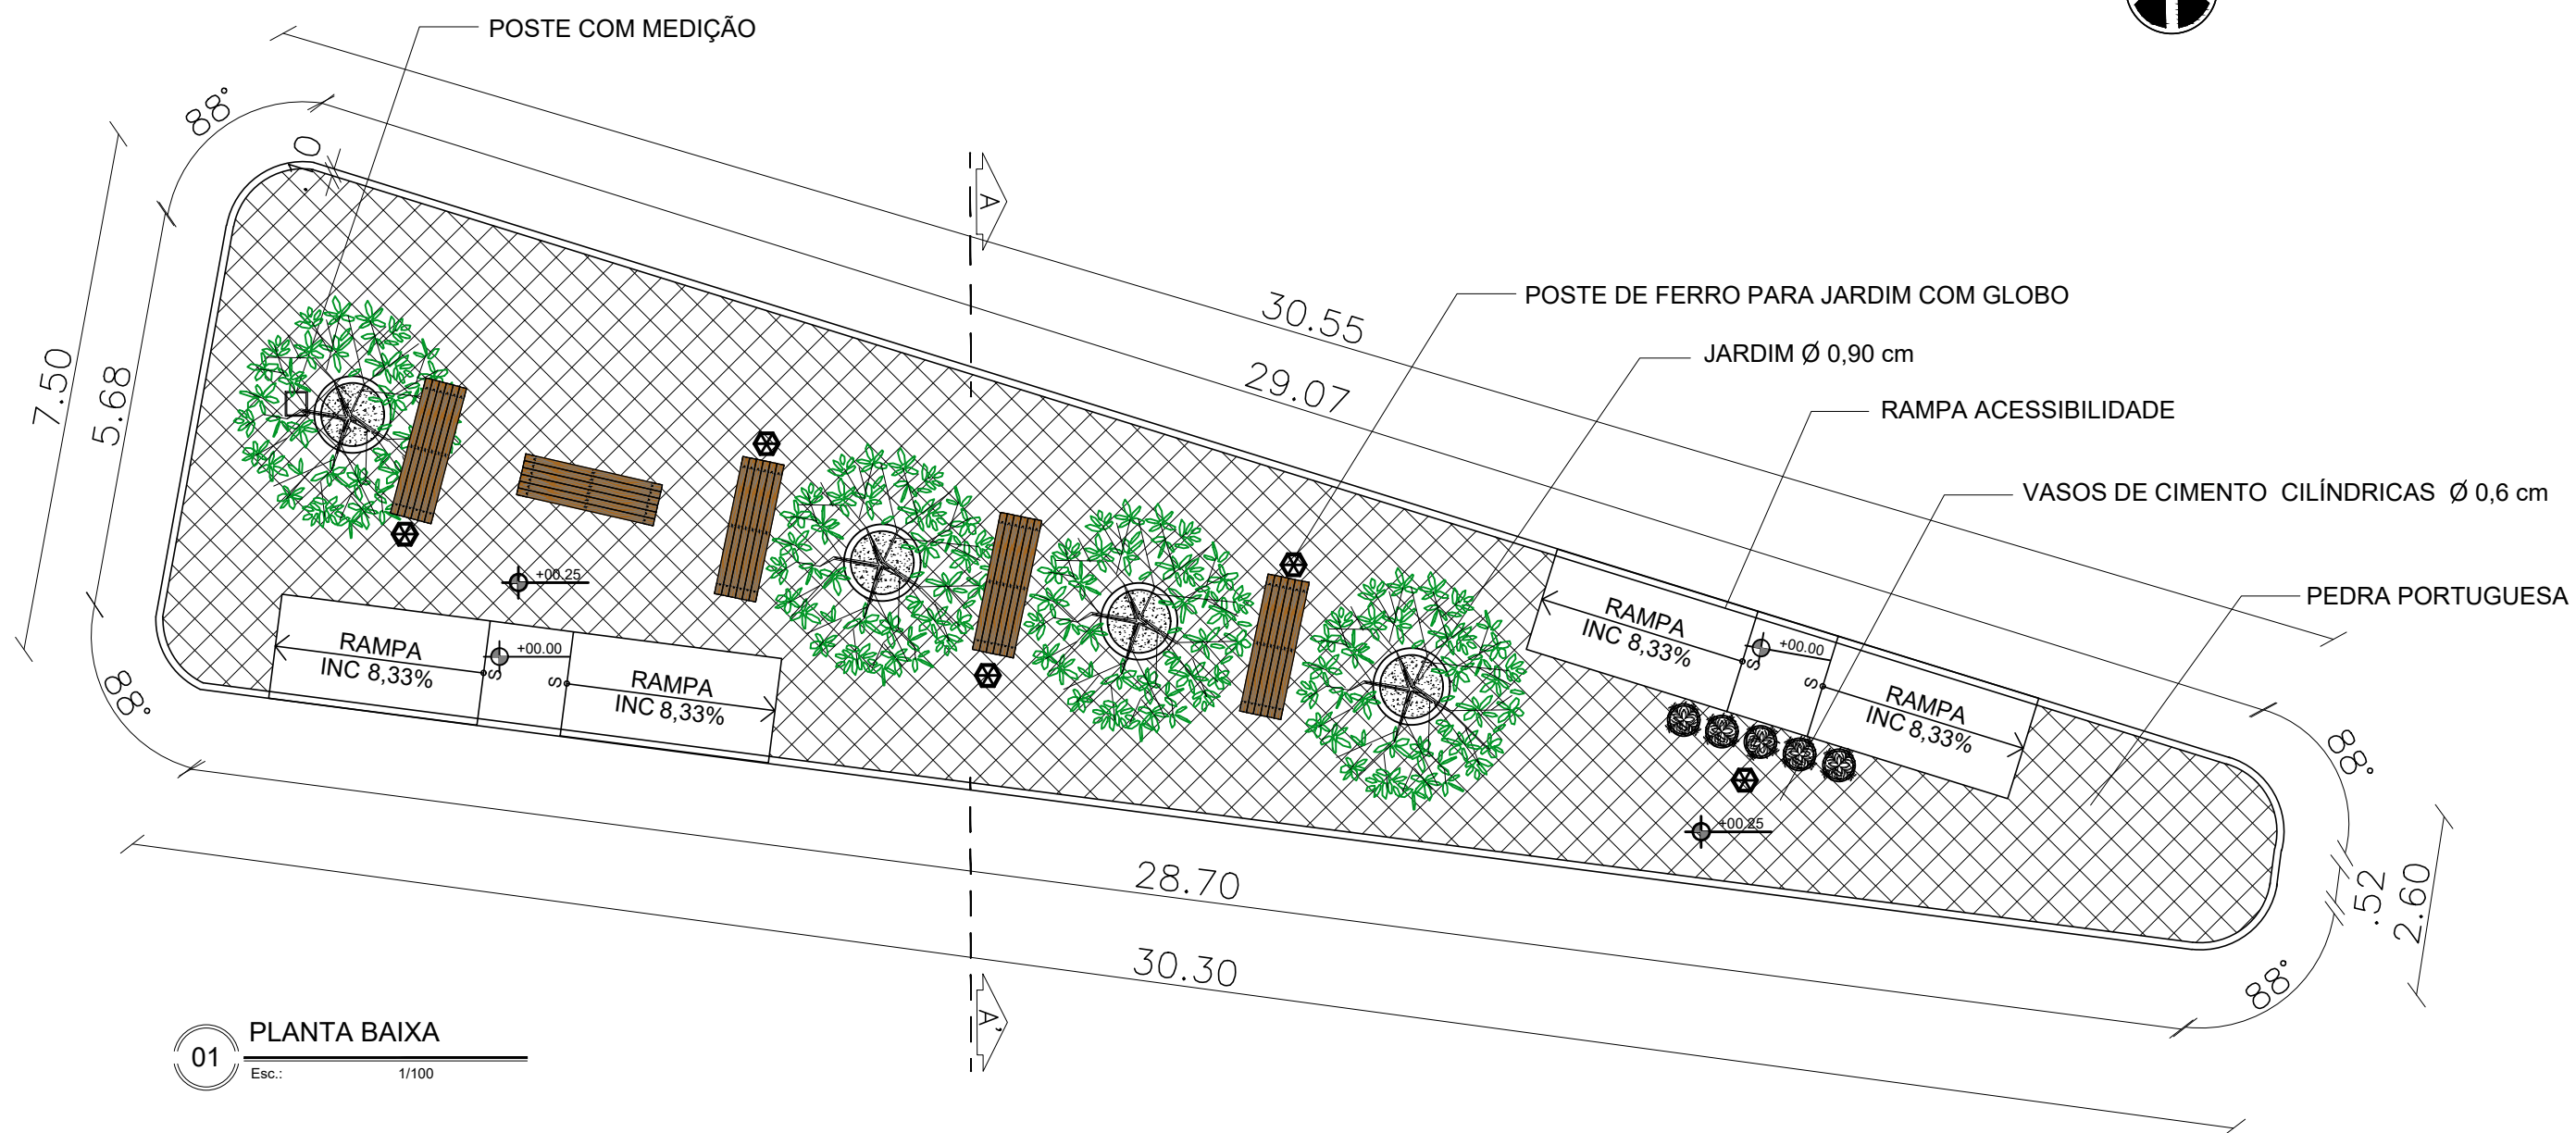 POSTE COM MEDIÇÃO
88°
.10
A
7.50
5.68
30.55
29.07
POSTE DE FERRO PARA JARDIM COM GLOBO
JARDIM Ø 0,90 cm
RAMPA ACESSIBILIDADE
VASOS DE CIMENTO CILÍNDRICAS Ø 0,6 cm
PEDRA PORTUGUESA
+00.25
RAMPA
INC 8,33%
S
+00.00
S
RAMPA
INC 8,33%
RAMPA
INC 8,33%
S
+00.00
S
RAMPA
INC 8,33%
88°
88°
+00.25
.52
2.60
28.70
30.30
88°
A'
01
PLANTA BAIXA
Esc.: 1/100